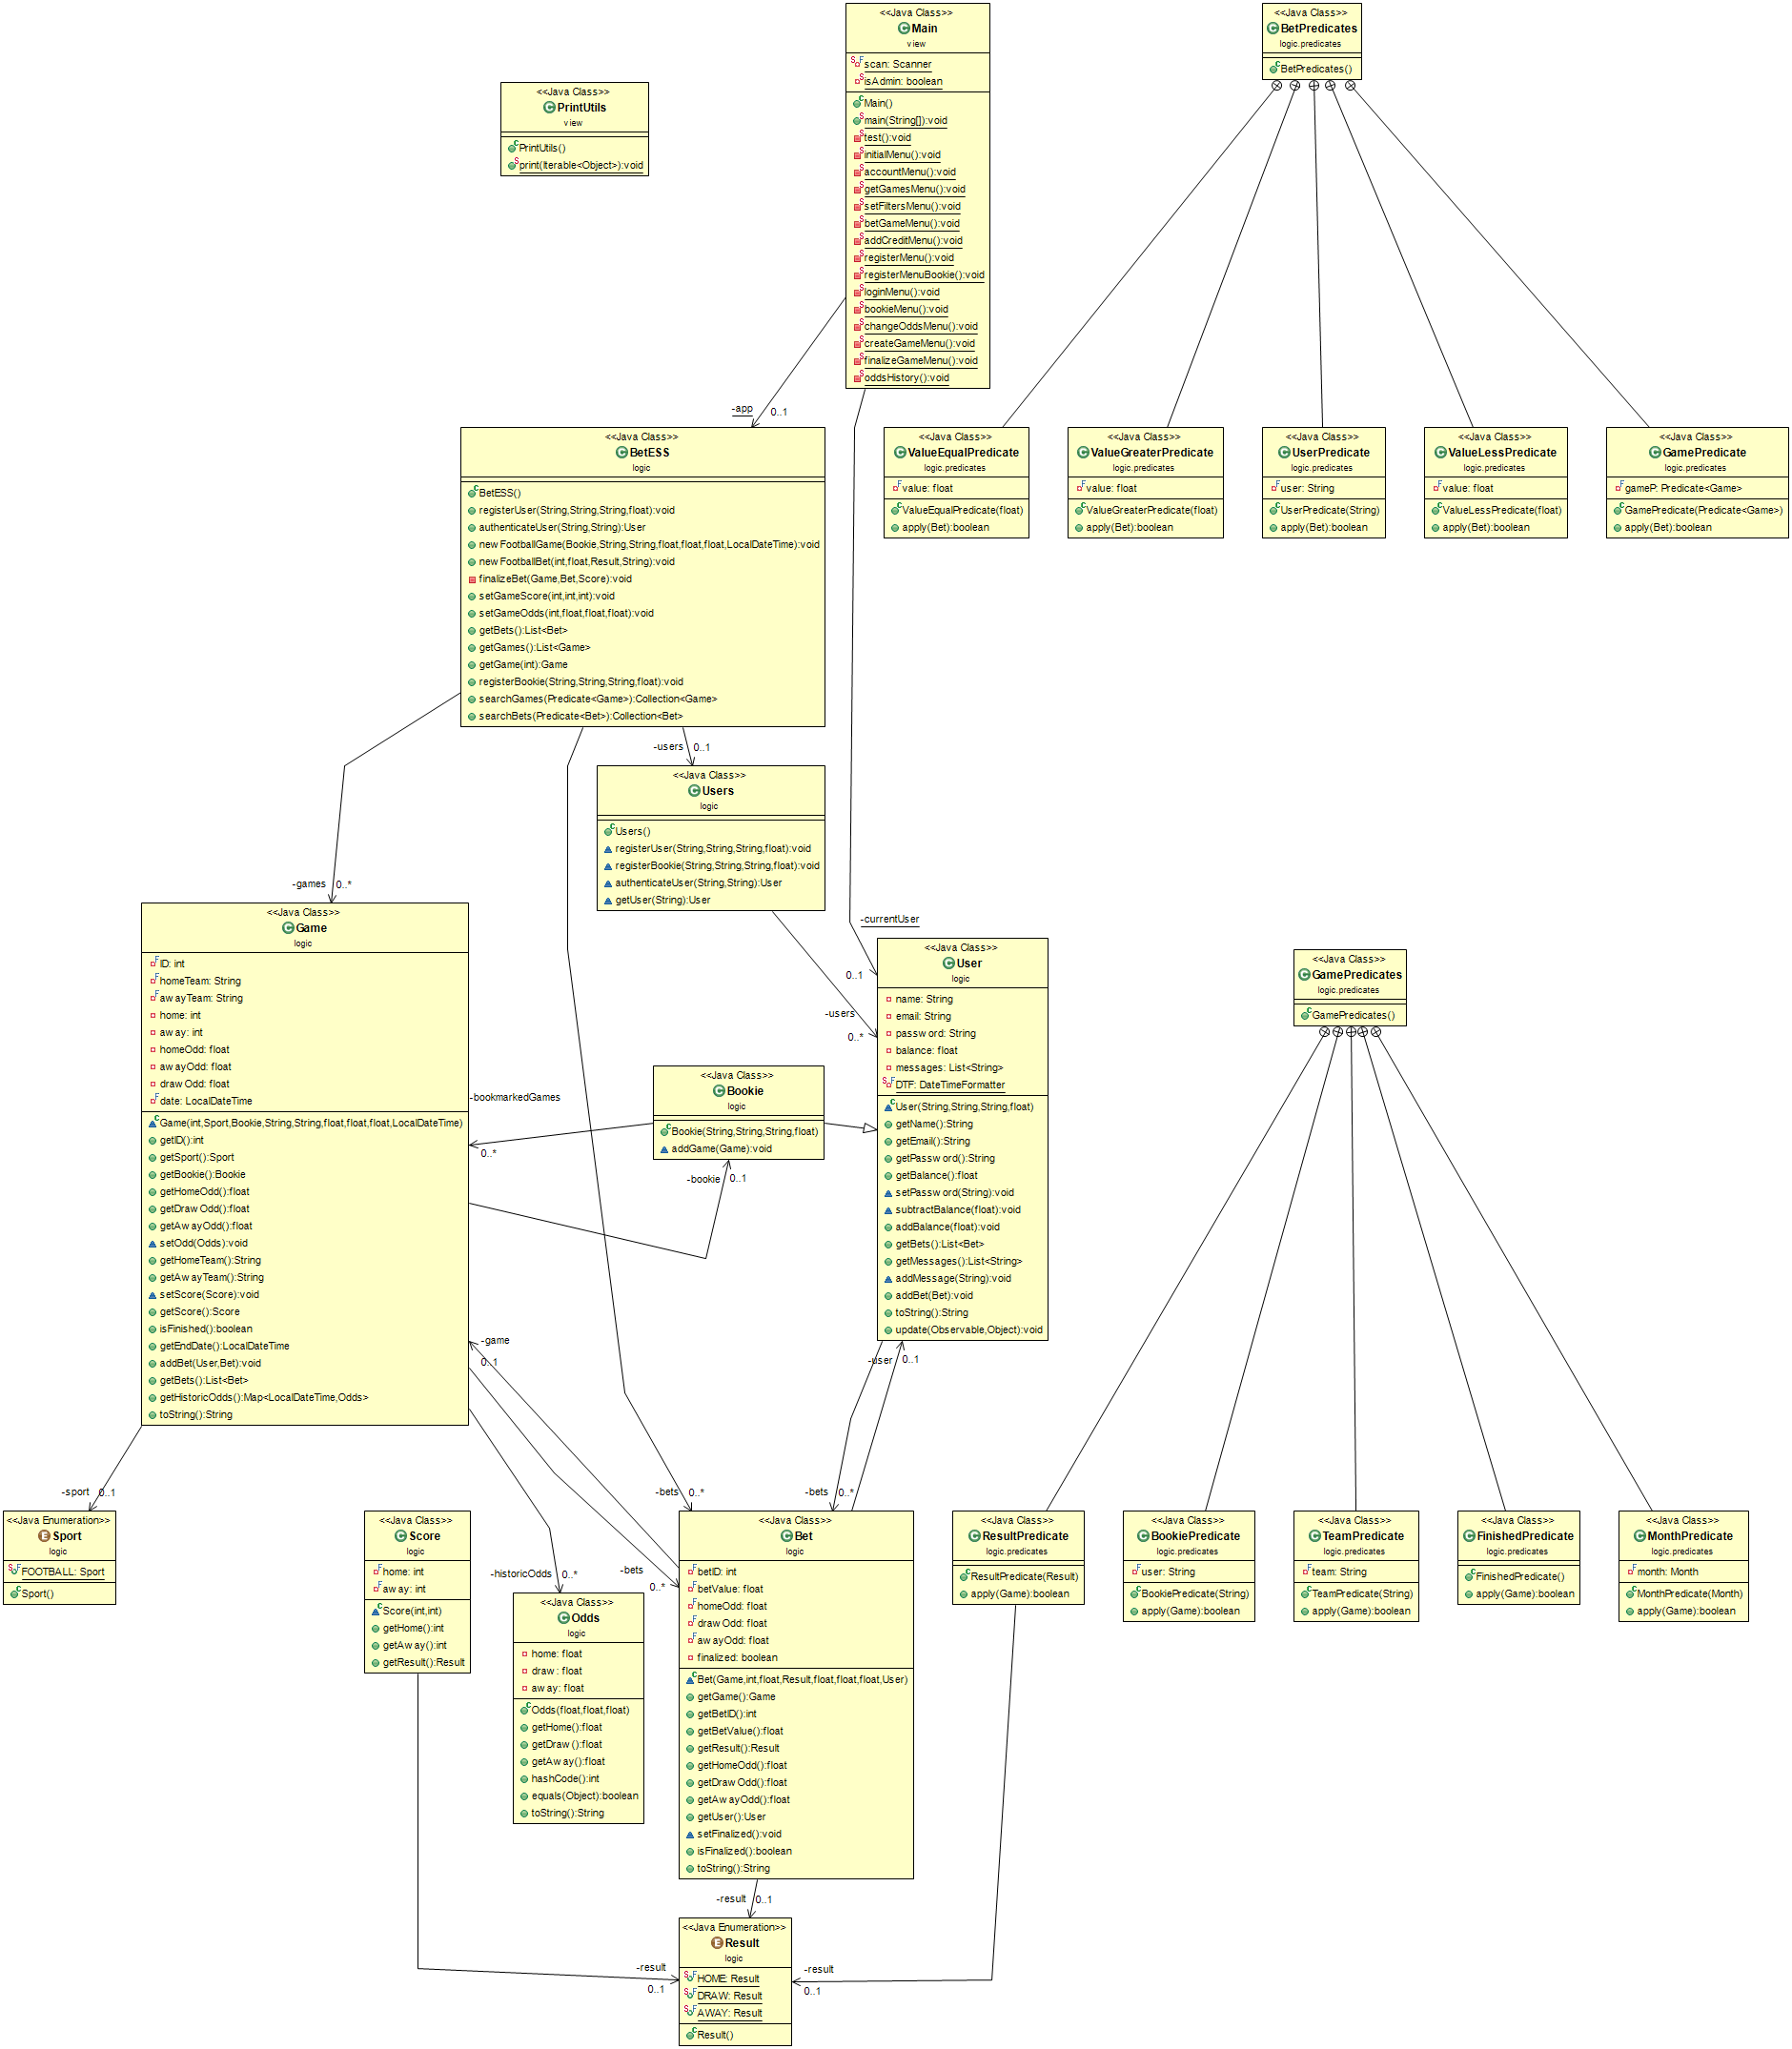 <<Java Class>>
Main
view
scan: Scanner
isAdmin: boolean
Main()
main(String[]):void
test():void
initialMenu():void
accountMenu():void
getGamesMenu():void
setFiltersMenu():void
betGameMenu():void
addCreditMenu():void
registerMenu():void
registerMenuBookie():void
loginMenu():void
bookieMenu():void
changeOddsMenu():void
createGameMenu():void
finalizeGameMenu():void
oddsHistory():void
<<Java Class>>
BetPredicates
logic.predicates
BetPredicates()
<<Java Class>>
PrintUtils
view
PrintUtils()
print(Iterable<Object>):void
-app
0..1
<<Java Class>>
BetESS
logic
BetESS()
registerUser(String,String,String,float):void
authenticateUser(String,String):User
newFootballGame(Bookie,String,String,float,float,float,LocalDateTime):void
newFootballBet(int,float,Result,String):void
finalizeBet(Game,Bet,Score):void
setGameScore(int,int,int):void
setGameOdds(int,float,float,float):void
getBets():List<Bet>
getGames():List<Game>
getGame(int):Game
registerBookie(String,String,String,float):void
searchGames(Predicate<Game>):Collection<Game>
searchBets(Predicate<Bet>):Collection<Bet>
<<Java Class>>
ValueEqualPredicate
logic.predicates
value: float
ValueEqualPredicate(float)
apply(Bet):boolean
<<Java Class>>
ValueGreaterPredicate
logic.predicates
value: float
ValueGreaterPredicate(float)
apply(Bet):boolean
<<Java Class>>
UserPredicate
logic.predicates
user: String
UserPredicate(String)
apply(Bet):boolean
<<Java Class>>
ValueLessPredicate
logic.predicates
value: float
ValueLessPredicate(float)
apply(Bet):boolean
<<Java Class>>
GamePredicate
logic.predicates
gameP: Predicate<Game>
GamePredicate(Predicate<Game>)
apply(Bet):boolean
-users
0..1
<<Java Class>>
Users
logic
Users()
registerUser(String,String,String,float):void
registerBookie(String,String,String,float):void
authenticateUser(String,String):User
getUser(String):User
-games
0..*
<<Java Class>>
Game
logic
ID: int
homeTeam: String
awayTeam: String
home: int
away: int
homeOdd: float
awayOdd: float
drawOdd: float
date: LocalDateTime
Game(int,Sport,Bookie,String,String,float,float,float,LocalDateTime)
getID():int
getSport():Sport
getBookie():Bookie
getHomeOdd():float
getDrawOdd():float
getAwayOdd():float
setOdd(Odds):void
getHomeTeam():String
getAwayTeam():String
setScore(Score):void
getScore():Score
isFinished():boolean
getEndDate():LocalDateTime
addBet(User,Bet):void
getBets():List<Bet>
getHistoricOdds():Map<LocalDateTime,Odds>
toString():String
-currentUser
0..1
-users
0..*
<<Java Class>>
User
logic
name: String
email: String
password: String
balance: float
messages: List<String>
DTF: DateTimeFormatter
User(String,String,String,float)
getName():String
getEmail():String
getPassword():String
getBalance():float
setPassword(String):void
subtractBalance(float):void
addBalance(float):void
getBets():List<Bet>
getMessages():List<String>
addMessage(String):void
addBet(Bet):void
toString():String
update(Observable,Object):void
<<Java Class>>
GamePredicates
logic.predicates
GamePredicates()
-bookmarkedGames
0..*
<<Java Class>>
Bookie
logic
Bookie(String,String,String,float)
addGame(Game):void
-bookie
0..1
-game
0..1
-user
0..1
-sport
0..1
<<Java Enumeration>>
Sport
logic
FOOTBALL: Sport
Sport()
<<Java Class>>
Score
logic
home: int
away: int
Score(int,int)
getHome():int
getAway():int
getResult():Result
-historicOdds
0..*
<<Java Class>>
Odds
logic
home: float
draw: float
away: float
Odds(float,float,float)
getHome():float
getDraw():float
getAway():float
hashCode():int
equals(Object):boolean
toString():String
-bets
0..*
-bets
0..*
-bets
0..*
<<Java Class>>
Bet
logic
betID: int
betValue: float
homeOdd: float
drawOdd: float
awayOdd: float
finalized: boolean
Bet(Game,int,float,Result,float,float,float,User)
getGame():Game
getBetID():int
getBetValue():float
getResult():Result
getHomeOdd():float
getDrawOdd():float
getAwayOdd():float
getUser():User
setFinalized():void
isFinalized():boolean
toString():String
<<Java Class>>
ResultPredicate
logic.predicates
ResultPredicate(Result)
apply(Game):boolean
<<Java Class>>
BookiePredicate
logic.predicates
user: String
BookiePredicate(String)
apply(Game):boolean
<<Java Class>>
TeamPredicate
logic.predicates
team: String
TeamPredicate(String)
apply(Game):boolean
<<Java Class>>
FinishedPredicate
logic.predicates
FinishedPredicate()
apply(Game):boolean
<<Java Class>>
MonthPredicate
logic.predicates
month: Month
MonthPredicate(Month)
apply(Game):boolean
-result
0..1
-result
0..1
-result
0..1
<<Java Enumeration>>
Result
logic
HOME: Result
DRAW: Result
AWAY: Result
Result()